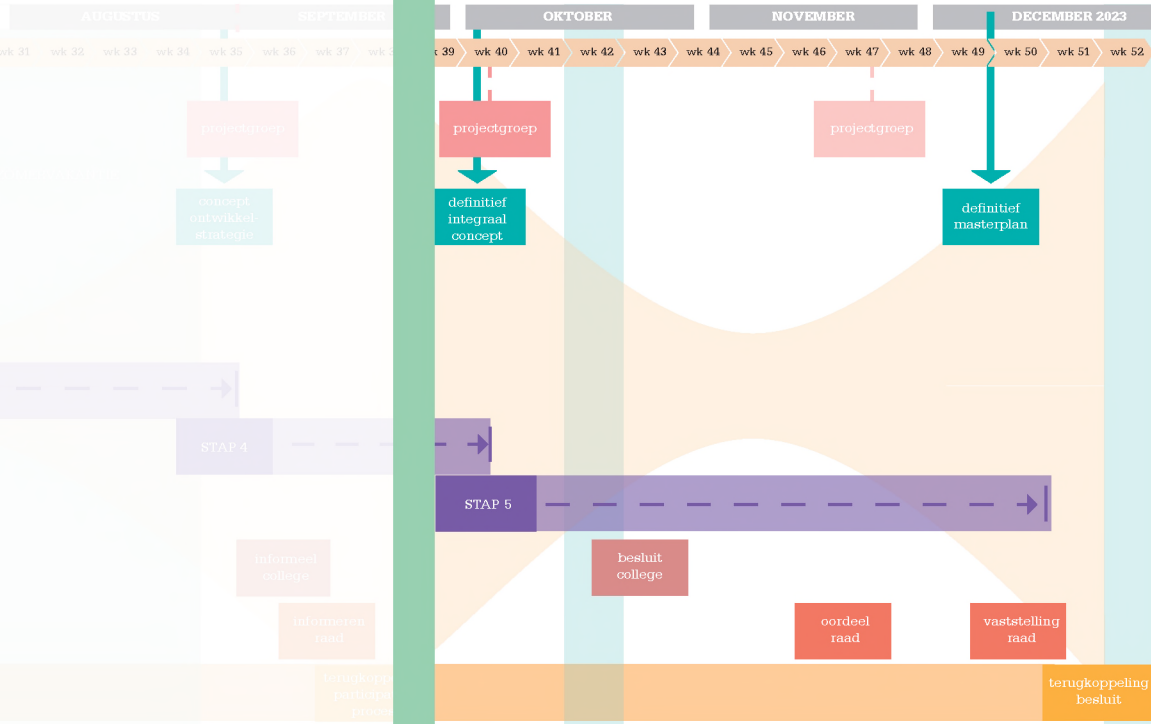 AUGUSTUS
SEPTEMBER
OKTOBER
NOVEMBER
DECEMBER 2023
wk 31
wk 32
wk 33
wk 34
wk 35
wk 36
wk 37
39
wk 40
wk 41
wk 42
wk 43
wk 44
wk 45
wk 46
wk 47
wk 48
wk 49
wk 50
wk 51
wk 52
projectgroep
projectgroep
projectgroep
concept
ontwikkel
strategie
definitief
integraal
concept
definitief
masterplan
STAP 4
STAP 5
informeel
college
besluit
college
informeren
raad
oordeel
raad
vaststelling
raad
terugkoppeling
besluit